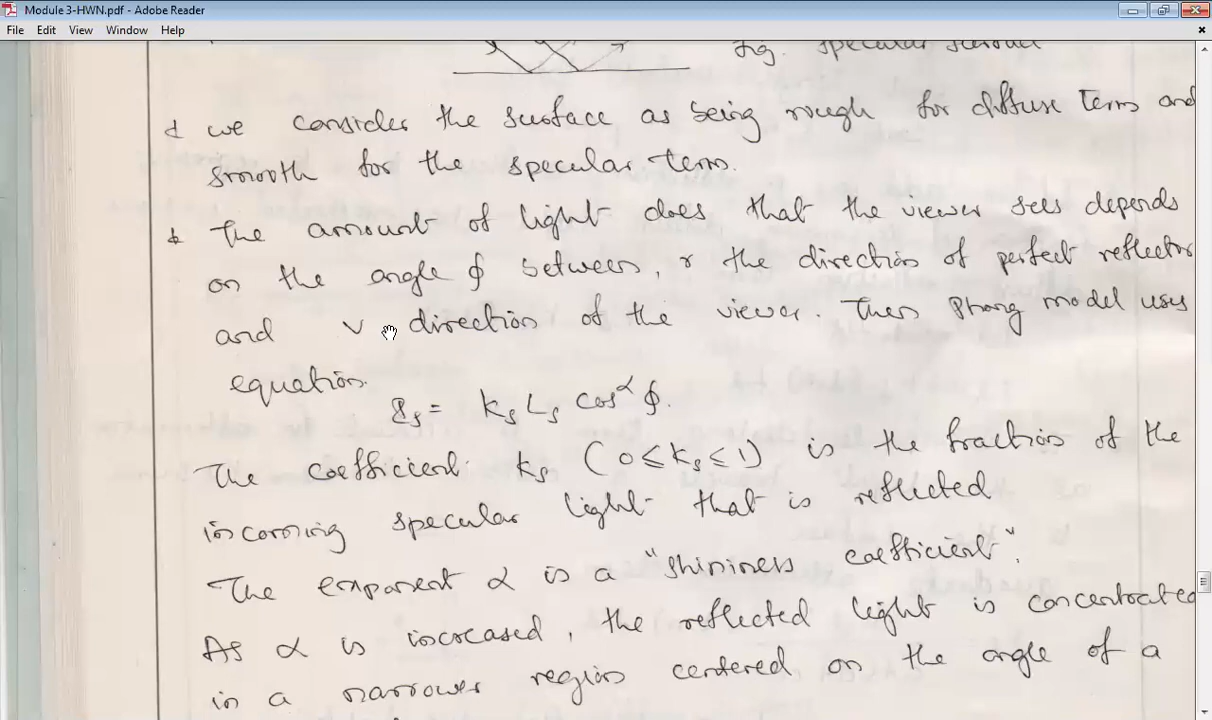 Module 3-HWN.pdf - Adobe Reader
File Edit View Window Help
fig. specular
we consider the surface as being rough for diffuse term and
smooth for the specular term.
The amount of light does that the viewer sees depends
on the angle ϕ between, r the direction of perfect reflector
and v direction of the viewer. Then Phong model uses
equation.
Is = ks Ls cos^α ϕ.
The coefficient ks (0 ≤ ks ≤ 1) is the fraction of the
incoming specular light that is reflected
The exponent α is a "shininess coefficient".
As α is increased, the reflected light is concentrated
in a narrower region centered on the angle of a